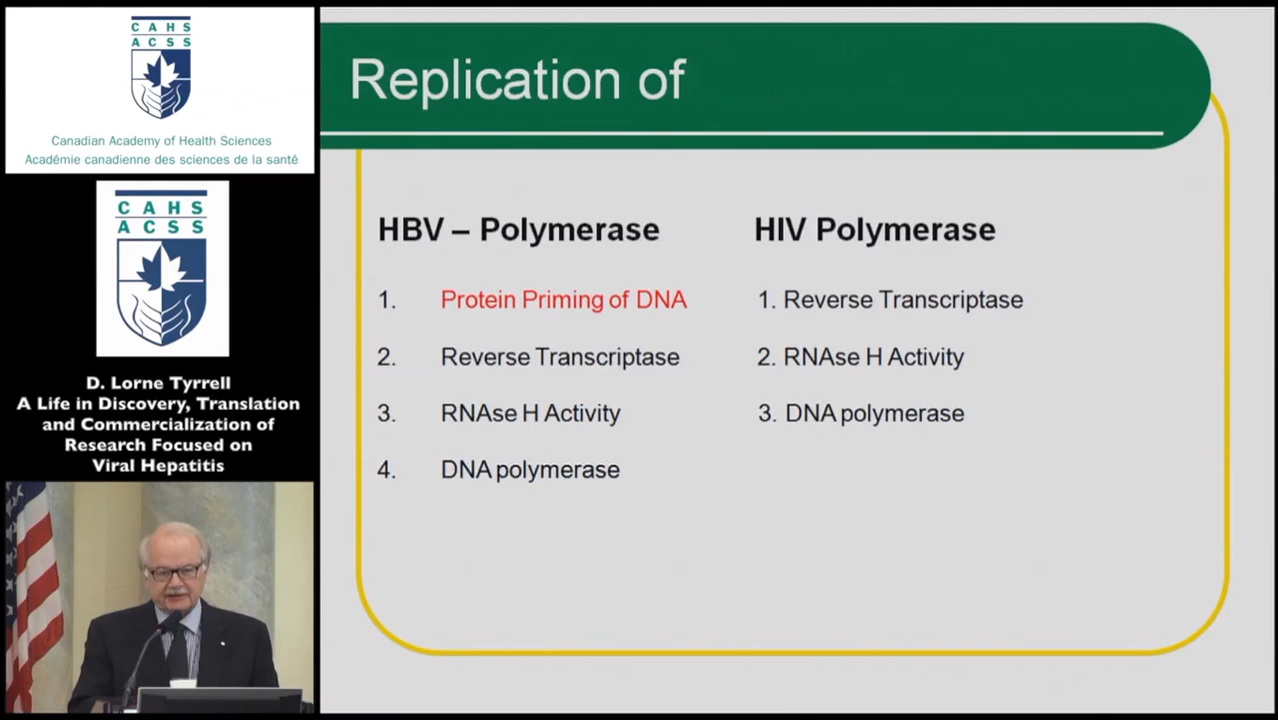 CAHS
ACSS
Canadian Academy of Health Sciences
Académie canadienne des sciences de la santé
CAHS
ACSS
D. Lorne Tyrrell
A Life in Discovery, Translation
and Commercialization of
Research Focused on
Viral Hepatitis
Replication of
HBV – Polymerase
1. Protein Priming of DNA
2. Reverse Transcriptase
3. RNAse H Activity
4. DNA polymerase
HIV Polymerase
1. Reverse Transcriptase
2. RNAse H Activity
3. DNA polymerase